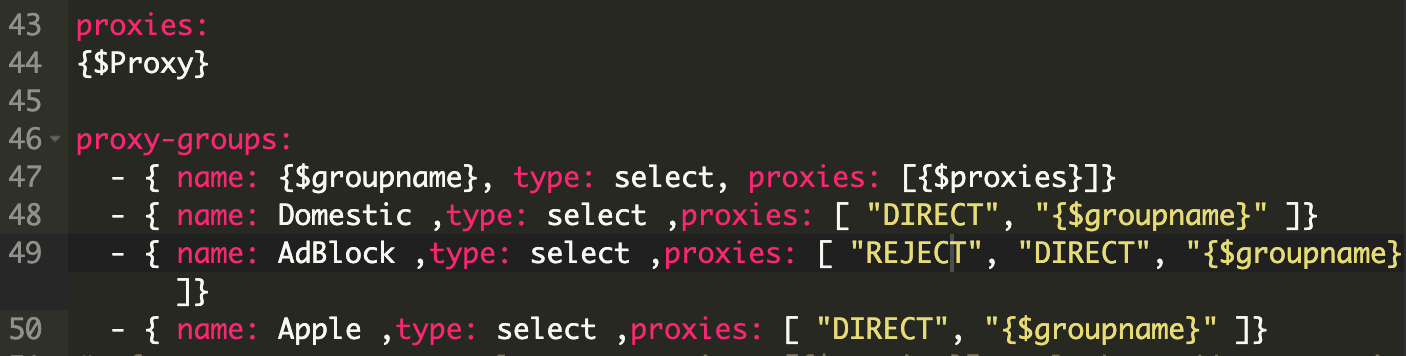 43 proxies:
44 {$Proxy}
45
46 proxy-groups:
47 - { name: {$groupname}, type: select, proxies: [{$proxies}]}
48 - { name: Domestic ,type: select ,proxies: [ "DIRECT", "{$groupname}" ]}
49 - { name: AdBlock ,type: select ,proxies: [ "REJECT", "DIRECT", "{$groupname}
]}
50 - { name: Apple ,type: select ,proxies: [ "DIRECT", "{$groupname}" ]}